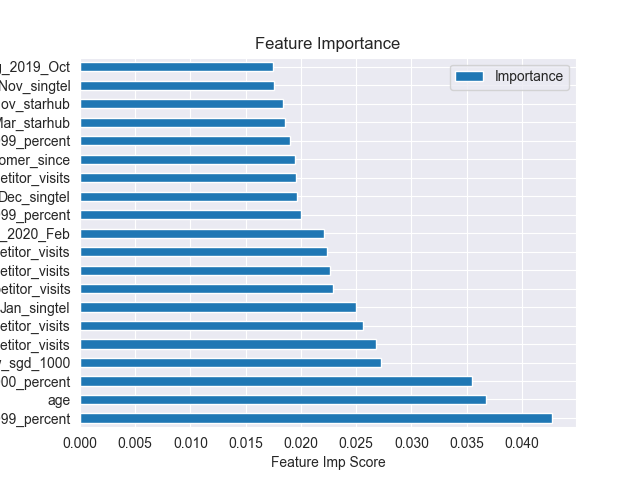 Feature Importance
Importance
_2019_Oct
Nov_singtel
ov_starhub
Mar_starhub
99_percent
omer_since
etitor_visits
Dec_singtel
99_percent
_2020_Feb
etitor_visits
etitor_visits
etitor_visits
Jan_singtel
etitor_visits
etitor_visits
_sgd_1000
00_percent
age
99_percent
0.000 0.005 0.010 0.015 0.020 0.025 0.030 0.035 0.040
Feature Imp Score